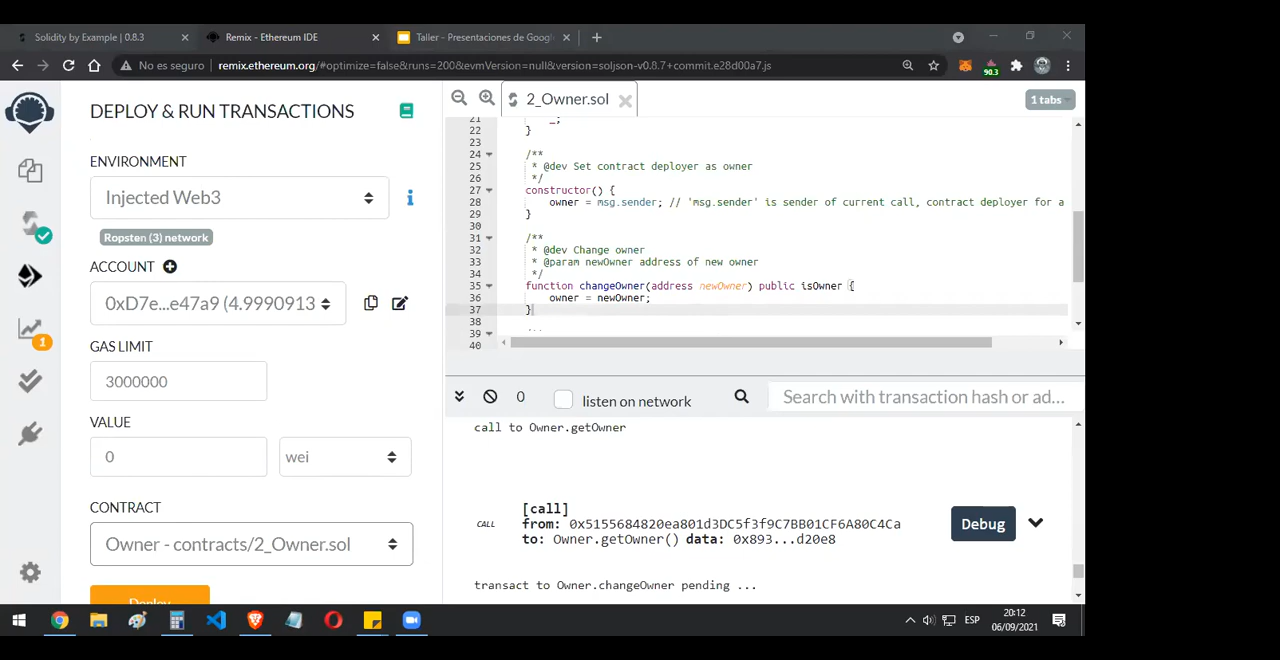 Solidity by Example | 0.8.3
Remix - Ethereum IDE
Taller - Presentaciones de Googl
No es seguro | remix.ethereum.org/#optimize=false&runs=200&evmVersion=null&version=soljson-v0.8.7+commit.e28d00a7.js
90.3
DEPLOY & RUN TRANSACTIONS
ENVIRONMENT
Injected Web3
Ropsten (3) network
ACCOUNT
0xD7e...e47a9 (4.9990913
GAS LIMIT
3000000
VALUE
0
wei
CONTRACT
Owner - contracts/2_Owner.sol
Deploy
1
2_Owner.sol
1 tabs
21 _;
22 }
23
24 /**
25 * @dev Set contract deployer as owner
26 */
27 constructor() {
28 owner = msg.sender; // 'msg.sender' is sender of current call, contract deployer for a
29 }
30
31 /**
32 * @dev Change owner
33 * @param newOwner address of new owner
34 */
35 function changeOwner(address newOwner) public isOwner {
36 owner = newOwner;
37 }
38
39 /**
40
0
listen on network
Search with transaction hash or ad...
call to Owner.getOwner
CALL
[call]
from: 0x5155684820ea801d3DC5f3f9C7BB01CF6A80C4Ca
to: Owner.getOwner() data: 0x893...d20e8
Debug
transact to Owner.changeOwner pending ...
ESP
20:12
06/09/2021